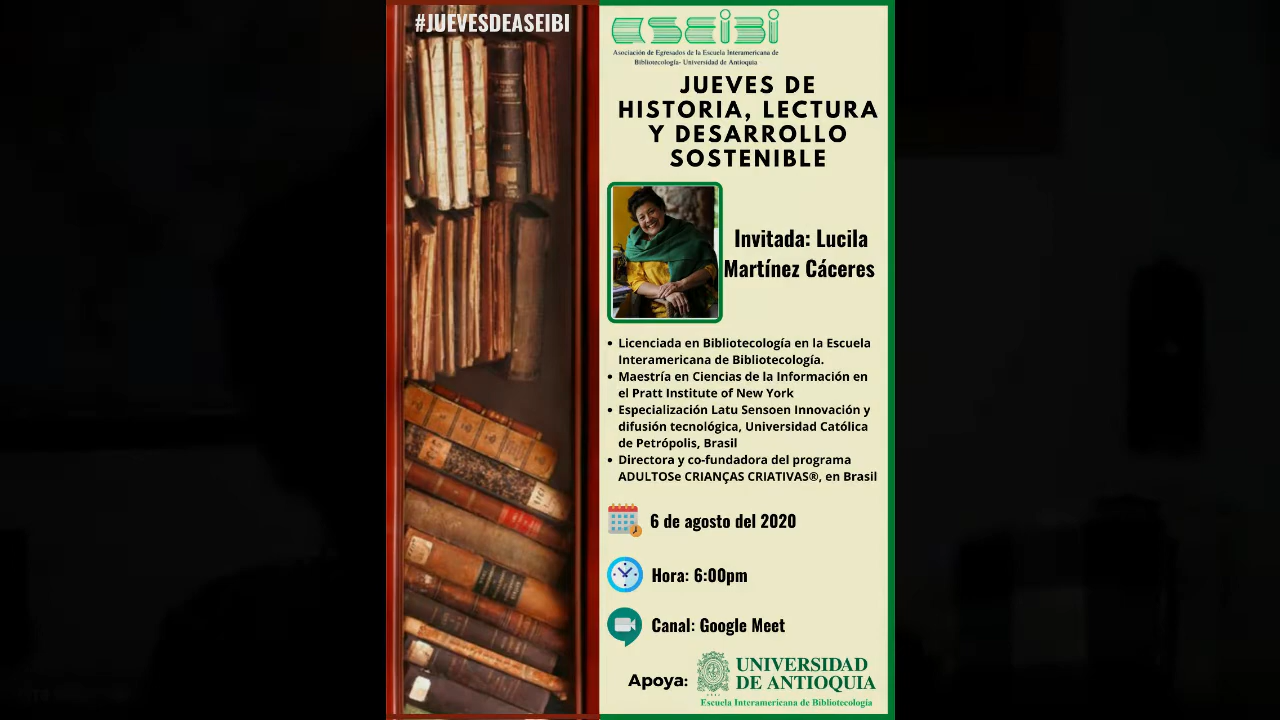 #JUEVESDEASEIBI
ASEIBI
Asociación de Egresados de la Escuela Interamericana de
Bibliotecología- Universidad de Antioquia
JUEVES DE
HISTORIA, LECTURA
Y DESARROLLO
SOSTENIBLE
Invitada: Lucila
Martínez Cáceres
• Licenciada en Bibliotecología en la Escuela
Interamericana de Bibliotecología.
• Maestría en Ciencias de la Información en
el Pratt Institute of New York
• Especialización Latu Sensoen Innovación y
difusión tecnológica, Universidad Católica
de Petrópolis, Brasil
• Directora y co-fundadora del programa
ADULTOSe CRIANÇAS CRIATIVAS®, en Brasil
6 de agosto del 2020
Hora: 6:00pm
Canal: Google Meet
Apoya:
UNIVERSIDAD
DE ANTIOQUIA
Escuela Interamericana de Bibliotecología